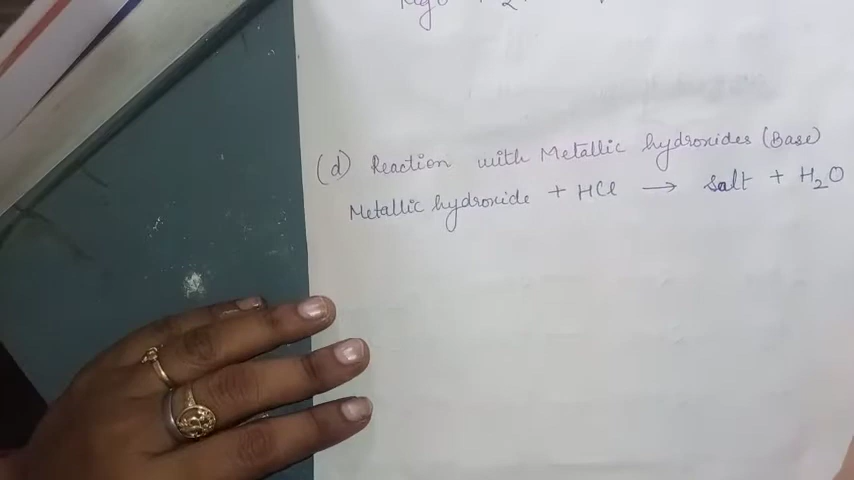 (d) Reaction with Metallic hydroxides (Base)
Metallic hydroxide + HCl → Salt + H₂O